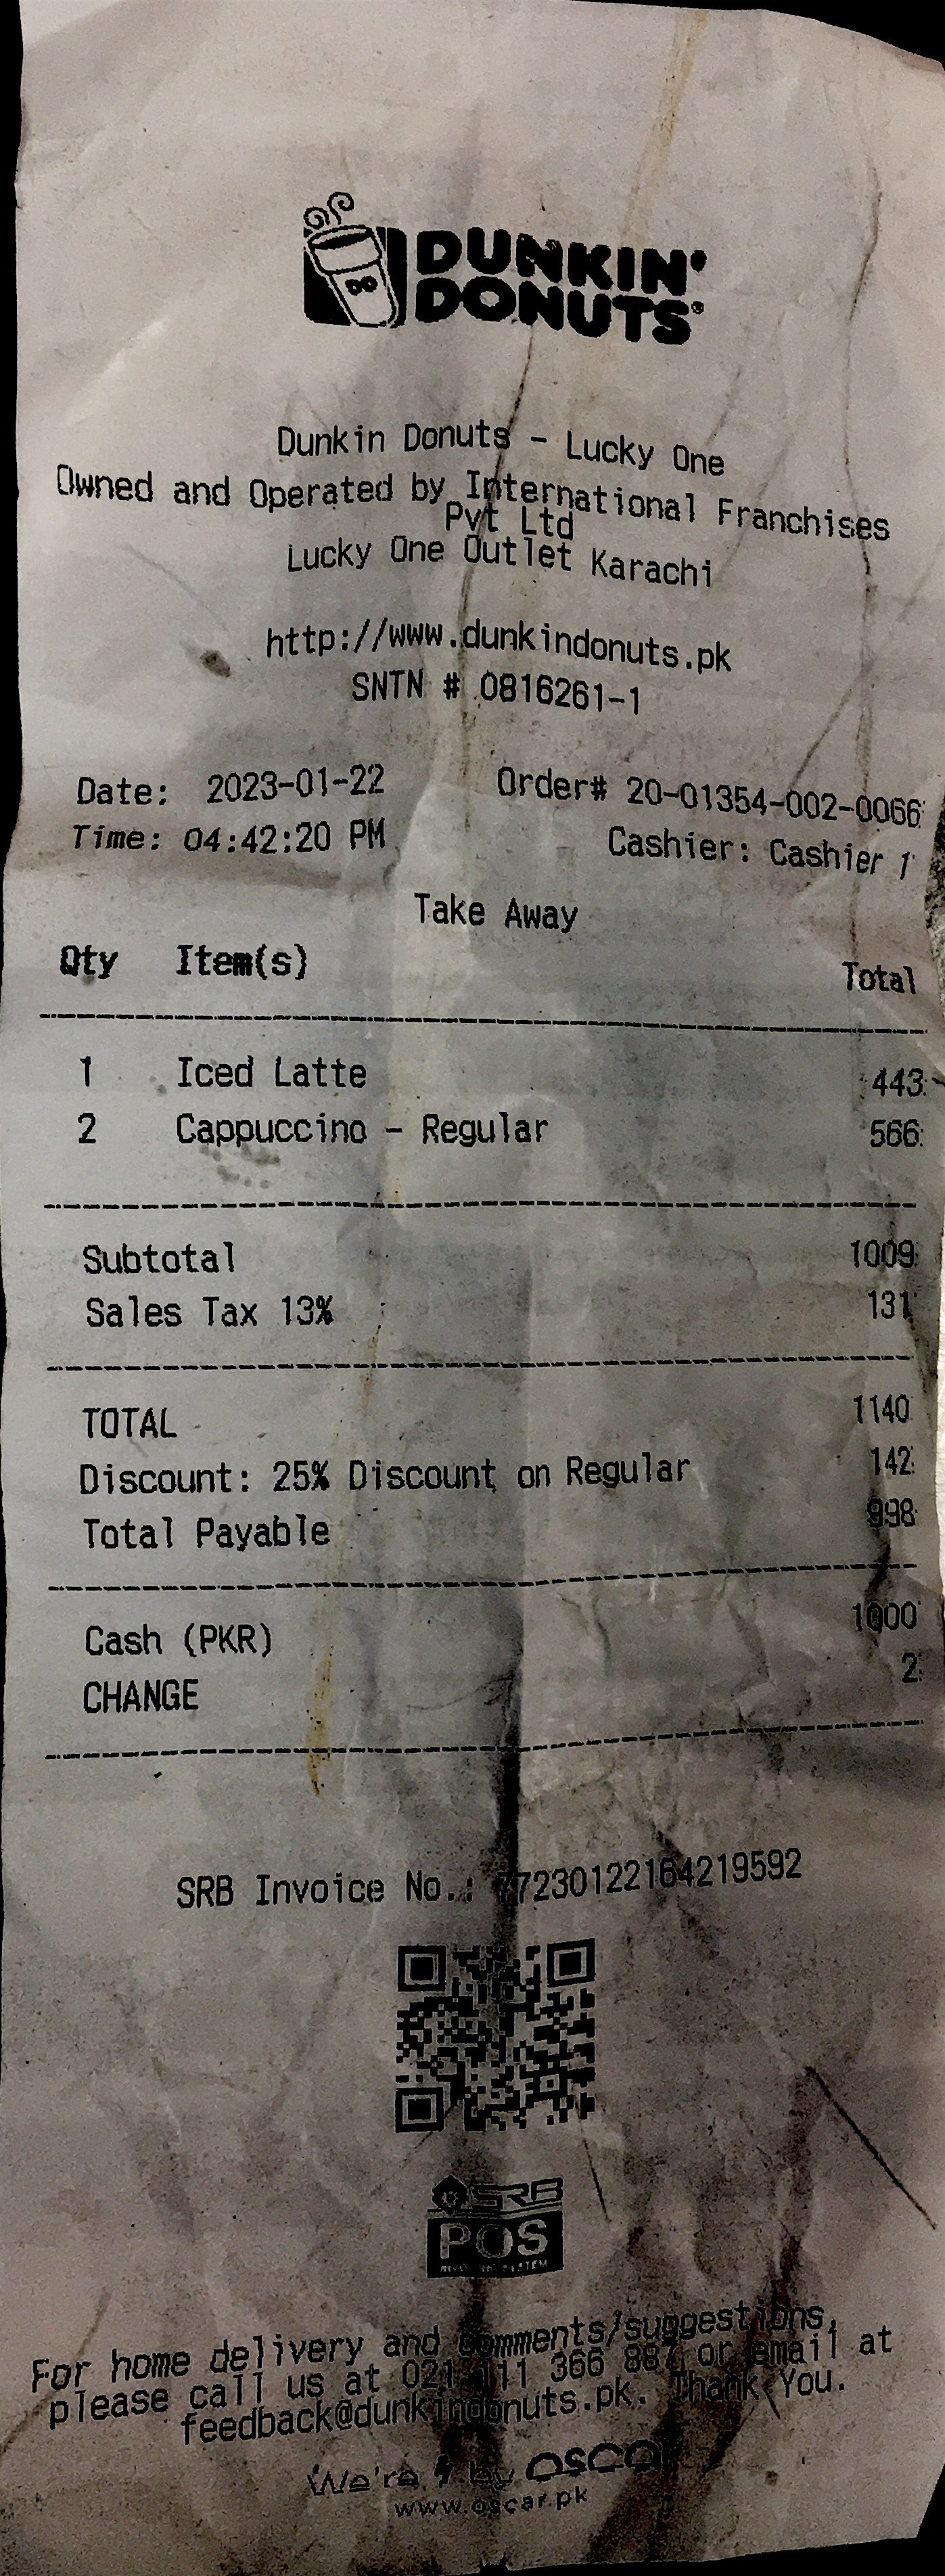 DUNKIN'
DONUTS
Dunkin Donuts - Lucky One
Owned and Operated by International Franchises
Pvt Ltd
Lucky One Outlet Karachi
http://www.dunkindonuts.pk
SNTN # 0816261-1
Date: 2023-01-22 Order# 20-01354-002-0066
Time: 04:42:20 PM Cashier: Cashier 1
Take Away
Qty Item(s) Total
1 Iced Latte 443
2 Cappuccino - Regular 566
Subtotal 1009
Sales Tax 13% 131
TOTAL 1140
Discount: 25% Discount on Regular 142
Total Payable 998
Cash (PKR) 1000
CHANGE 2
SRB Invoice No.: 77230122164219592
SRB
POS
SYSTEM
For home delivery and comments/suggestions,
please call us at 021 111 366 887 or email at
feedback@dunkindonuts.pk. Thank You.
We're by OSCAR
www.oscar.pk